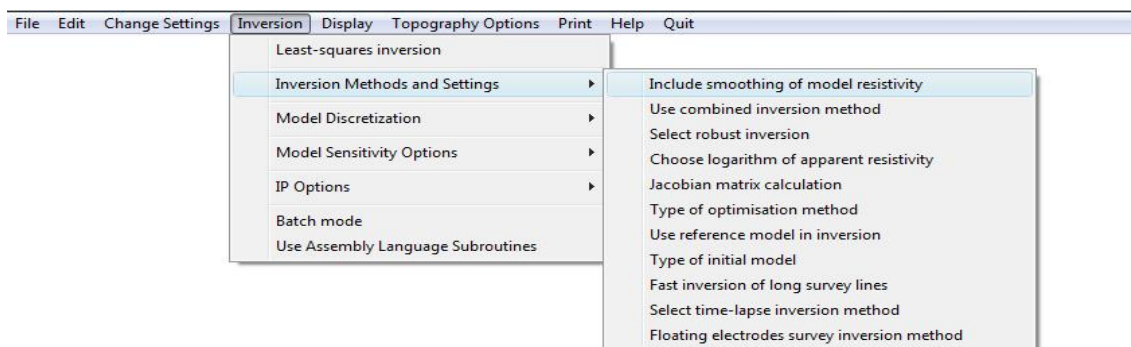 File Edit Change Settings Inversion Display Topography Options Print Help Quit
Least-squares inversion
Inversion Methods and Settings
Model Discretization
Model Sensitivity Options
IP Options
Batch mode
Use Assembly Language Subroutines
Include smoothing of model resistivity
Use combined inversion method
Select robust inversion
Choose logarithm of apparent resistivity
Jacobian matrix calculation
Type of optimisation method
Use reference model in inversion
Type of initial model
Fast inversion of long survey lines
Select time-lapse inversion method
Floating electrodes survey inversion method